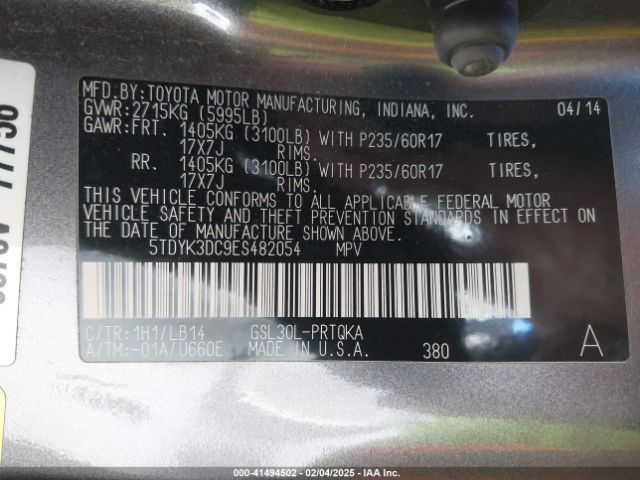 MFD.BY:TOYOTA MOTOR MANUFACTURING, INDIANA, INC. 04/14
GVWR:2715KG (5995LB)
GAWR:FRT. 1405KG (3100LB) WITH P235/60R17 TIRES,
17X7J RIMS.
RR. 1405KG (3100LB) WITH P235/60R17 TIRES,
17X7J RIMS.
THIS VEHICLE CONFORMS TO ALL APPLICABLE FEDERAL MOTOR
VEHICLE SAFETY AND THEFT PREVENTION STANDARDS IN EFFECT ON
THE DATE OF MANUFACTURE SHOWN ABOVE.
5TDYK3DC9ES482054 MPV
C/TR:1H1/LB14 GSL30L-PRTQKA
A/TM:-01A/U660E MADE IN U.S.A. 380 A
000-41494502 - 02/04/2025 - IAA Inc.